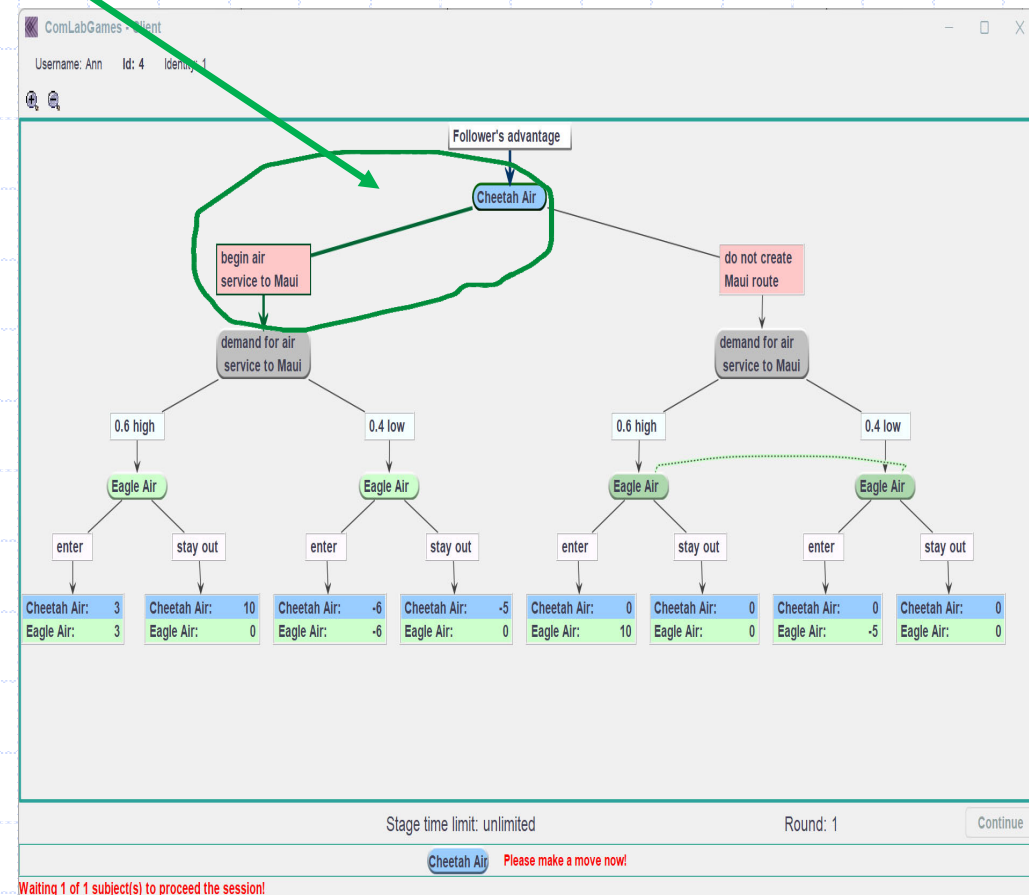 ComLabGames - Client
Username: Ann Id: 4 Identity: 1
Follower's advantage
Cheetah Air
begin air
service to Maui
do not create
Maui route
demand for air
service to Maui
demand for air
service to Maui
0.6 high
0.4 low
0.6 high
0.4 low
Eagle Air
Eagle Air
Eagle Air
Eagle Air
enter
stay out
enter
stay out
enter
stay out
enter
stay out
Cheetah Air: 3
Eagle Air: 3
Cheetah Air: 10
Eagle Air: 0
Cheetah Air: -6
Eagle Air: -6
Cheetah Air: -5
Eagle Air: 0
Cheetah Air: 0
Eagle Air: 10
Cheetah Air: 0
Eagle Air: 0
Cheetah Air: 0
Eagle Air: -5
Cheetah Air: 0
Eagle Air: 0
Stage time limit: unlimited
Round: 1
Continue
Cheetah Air Please make a move now!
Waiting 1 of 1 subject(s) to proceed the session!